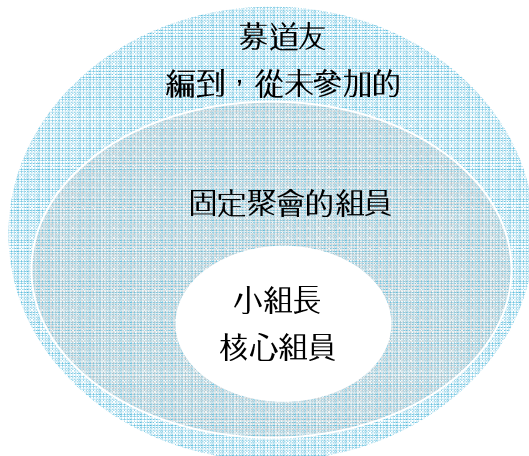 募道友
編到，從未參加的
固定聚會的組員
小組長
核心組員